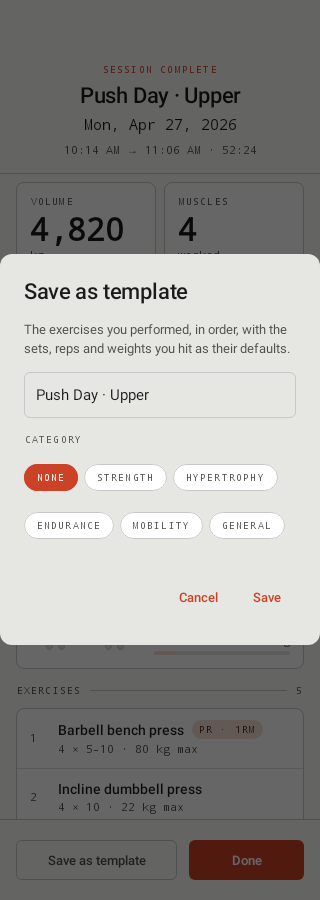 SESSION COMPLETE
Push Day · Upper
Mon, Apr 27, 2026
10:14 AM → 11:06 AM · 52:24
VOLUME
MUSCLES
4,820
4
Save as template
The exercises you performed, in order, with the
sets, reps and weights you hit as their defaults.
Push Day · Upper
CATEGORY
NONE STRENGTH HYPERTROPHY
ENDURANCE MOBILITY GENERAL
Cancel Save
EXERCISES 5
1 Barbell bench press PR · 1RM
4 × 5–10 · 80 kg max
2 Incline dumbbell press
4 × 10 · 22 kg max
Save as template Done